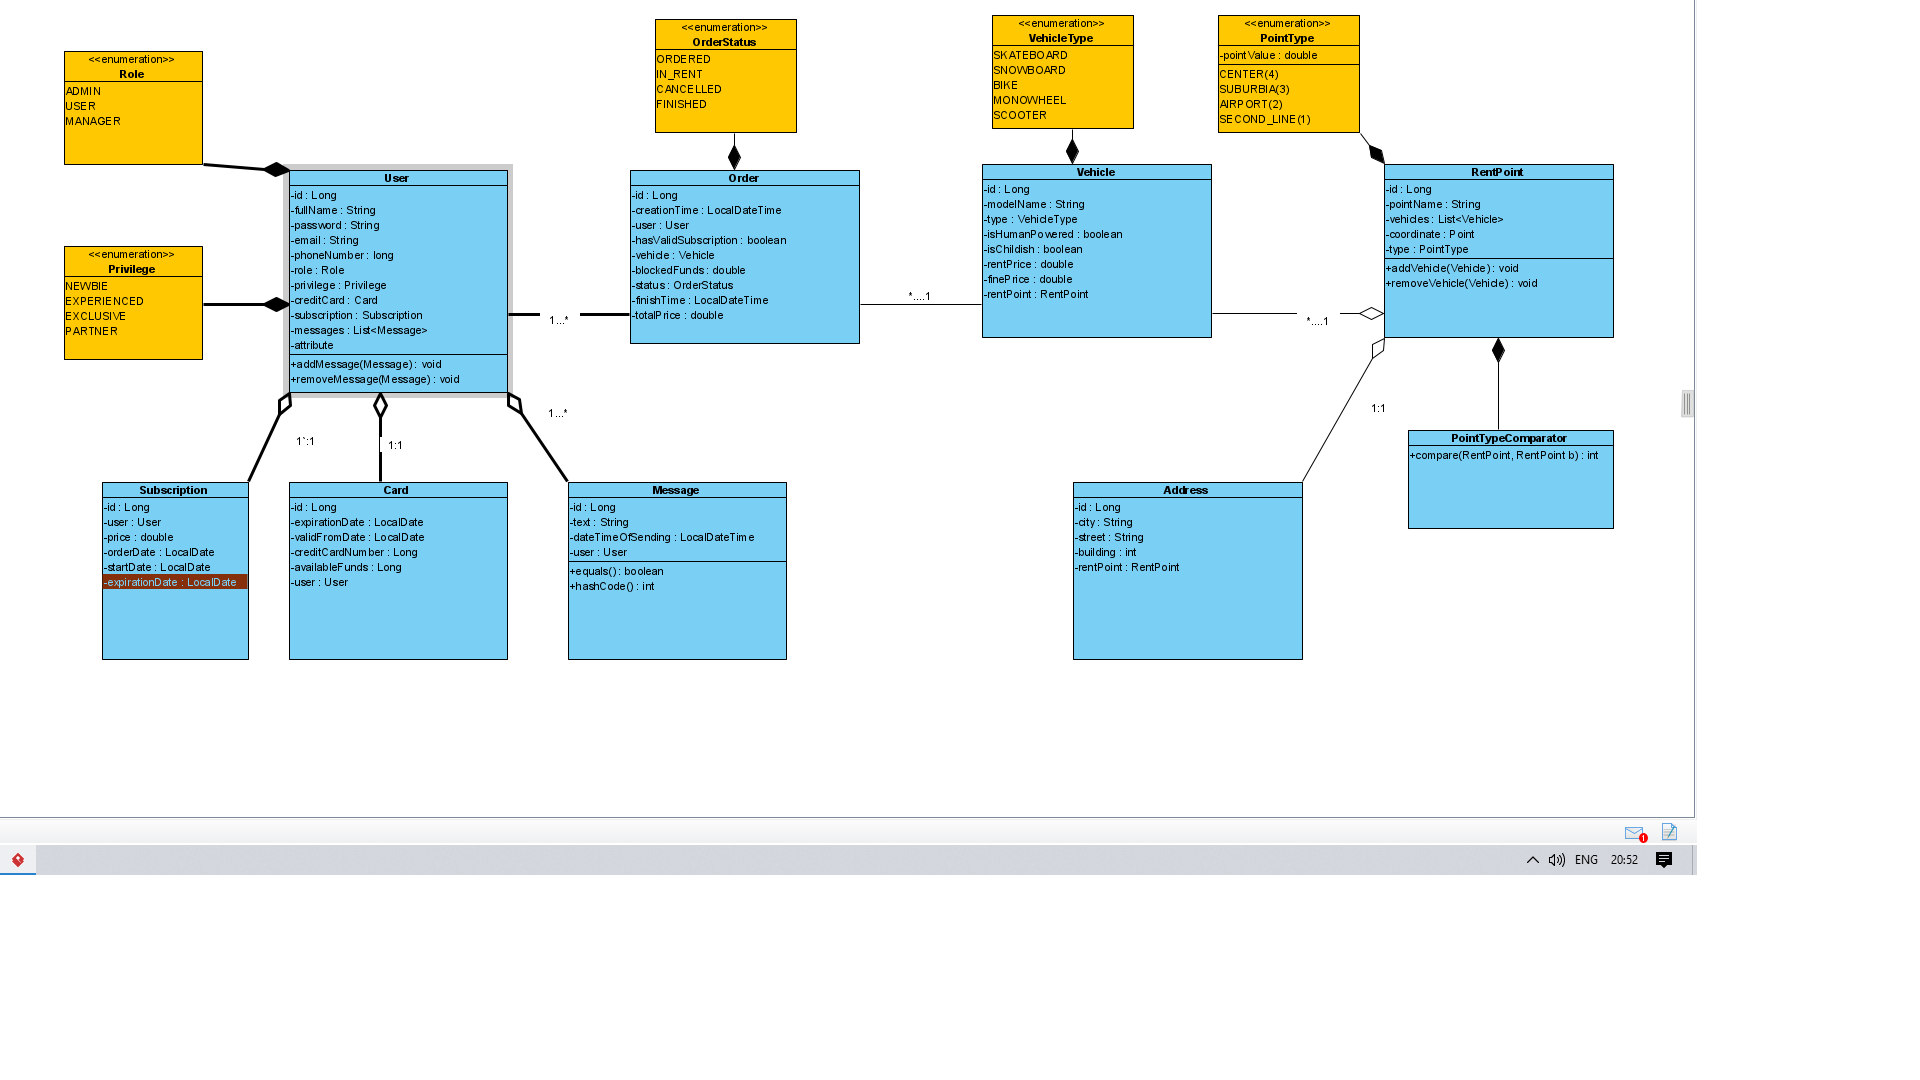 <<enumeration>>
Role
ADMIN
USER
MANAGER
<<enumeration>>
Privilege
NEWBIE
EXPERIENCED
EXCLUSIVE
PARTNER
<<enumeration>>
OrderStatus
ORDERED
IN_RENT
CANCELLED
FINISHED
<<enumeration>>
VehicleType
SKATEBOARD
SNOWBOARD
BIKE
MONOWHEEL
SCOOTER
<<enumeration>>
PointType
-pointValue : double
CENTER(4)
SUBURBIA(3)
AIRPORT(2)
SECOND_LINE(1)
User
-id : Long
-fullName : String
-password : String
-email : String
-phoneNumber : long
-role : Role
-privilege : Privilege
-creditCard : Card
-subscription : Subscription
-messages : List<Message>
-attribute
+addMessage(Message) : void
+removeMessage(Message) : void
1...*
Order
-id : Long
-creationTime : LocalDateTime
-user : User
-hasValidSubscription : boolean
-vehicle : Vehicle
-blockedFunds : double
-status : OrderStatus
-finishTime : LocalDateTime
-totalPrice : double
*....1
Vehicle
-id : Long
-modelName : String
-type : VehicleType
-isHumanPowered : boolean
-isChildish : boolean
-rentPrice : double
-finePrice : double
-rentPoint : RentPoint
*....1
RentPoint
-id : Long
-pointName : String
-vehicles : List<Vehicle>
-coordinate : Point
-type : PointType
+addVehicle(Vehicle) : void
+removeVehicle(Vehicle) : void
1`:1
1:1
1...*
1:1
Subscription
-id : Long
-user : User
-price : double
-orderDate : LocalDate
-startDate : LocalDate
-expirationDate : LocalDate
Card
-id : Long
-expirationDate : LocalDate
-validFromDate : LocalDate
-creditCardNumber : Long
-availableFunds : Long
-user : User
Message
-id : Long
-text : String
-dateTimeOfSending : LocalDateTime
-user : User
+equals() : boolean
+hashCode() : int
Address
-id : Long
-city : String
-street : String
-building : int
-rentPoint : RentPoint
PointTypeComparator
+compare(RentPoint, RentPoint b) : int
1
ENG
20:52